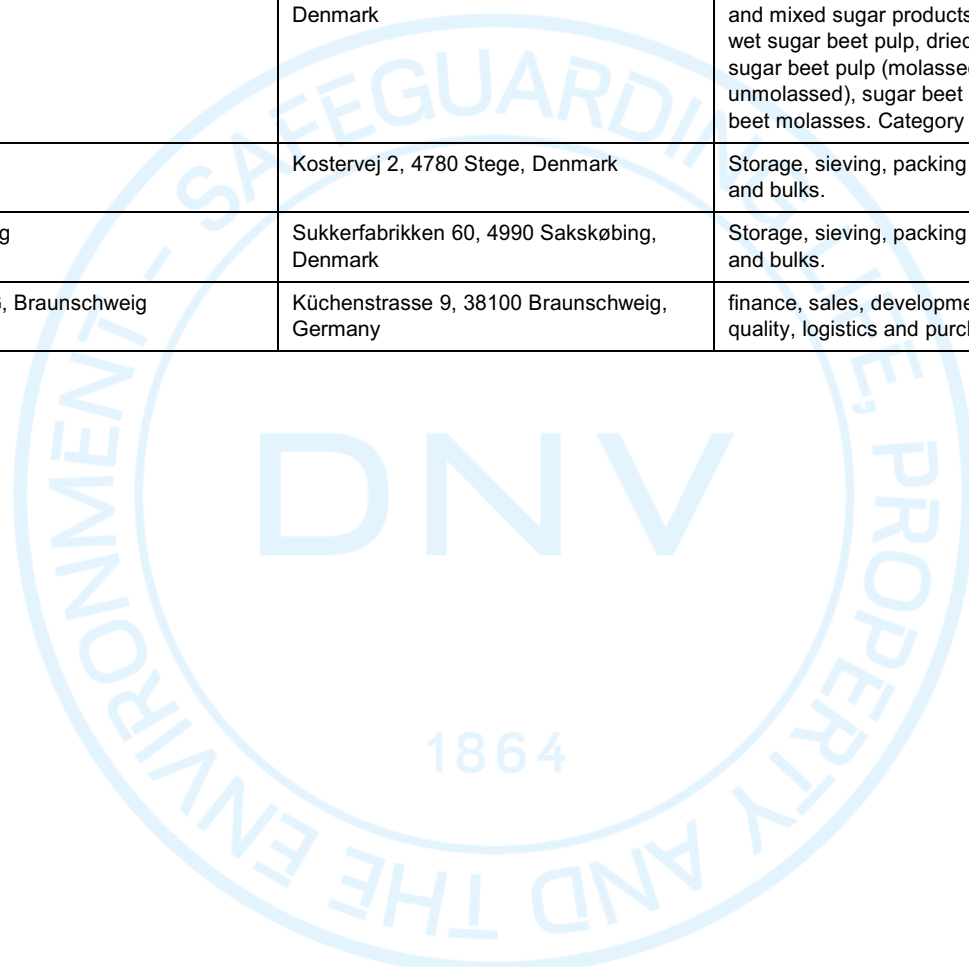 Denmark
and mixed sugar products
wet sugar beet pulp, dried
sugar beet pulp (molassed
unmolassed), sugar beet
beet molasses. Category
Kostervej 2, 4780 Stege, Denmark
Storage, sieving, packing
and bulks.
g
Sukkerfabrikken 60, 4990 Sakskøbing,
Denmark
Storage, sieving, packing
and bulks.
, Braunschweig
Küchenstrasse 9, 38100 Braunschweig,
Germany
finance, sales, developme
quality, logistics and purch
SAFEGUARDING LIFE, PROPERTY AND THE ENVIRONMENT –
DNV
1864